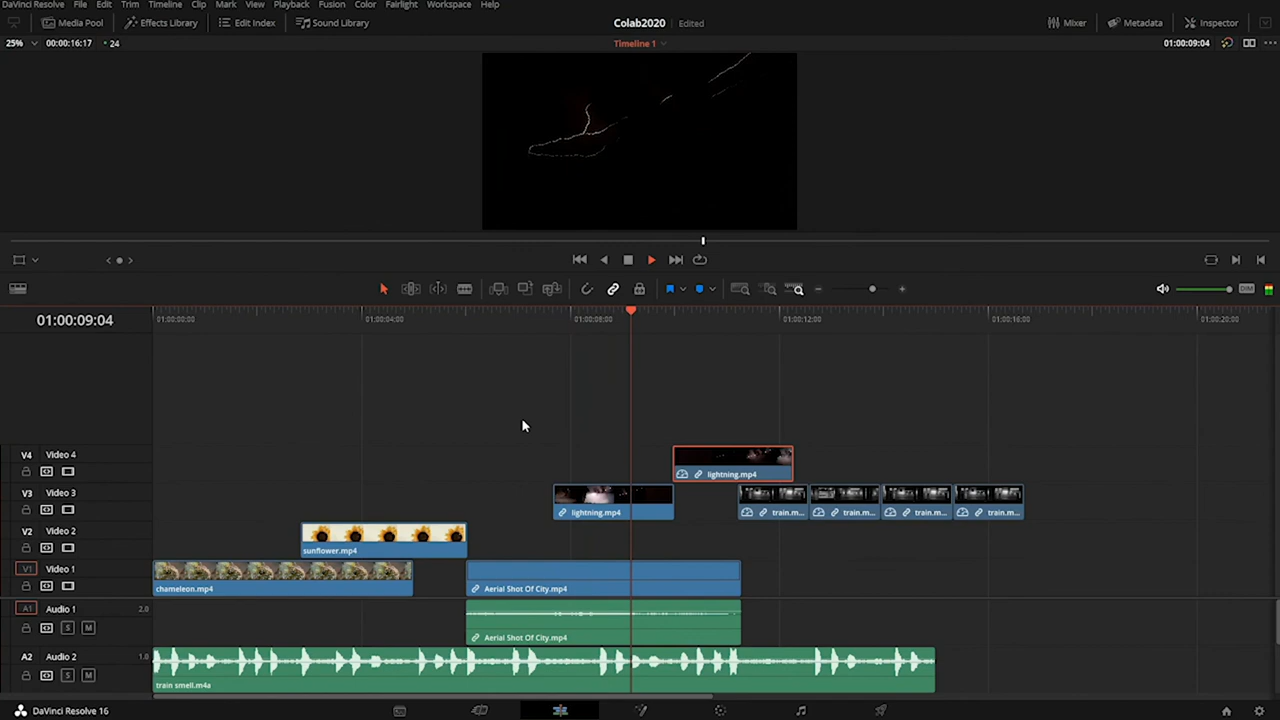 DaVinci Resolve File Edit Trim Timeline Clip Mark View Playback Fusion Color Fairlight Workspace Help
Media Pool Effects Library Edit Index Sound Library Colab2020 Edited Mixer Metadata Inspector
25% 00:00:16:17 24 Timeline 1 01:00:09:04
DIM
01:00:09:04 01:00:00:00 01:00:04:00 01:00:08:00 01:00:12:00 01:00:16:00 01:00:20:00
V4 Video 4
lightning.mp4
V3 Video 3
lightning.mp4 train.m... train.m... train.m... train.m...
V2 Video 2
sunflower.mp4
V1 Video 1
chameleon.mp4 Aerial Shot Of City.mp4
A1 Audio 1 2.0
S M
Aerial Shot Of City.mp4
A2 Audio 2 1.0
S M
train smell.m4a
DaVinci Resolve 16